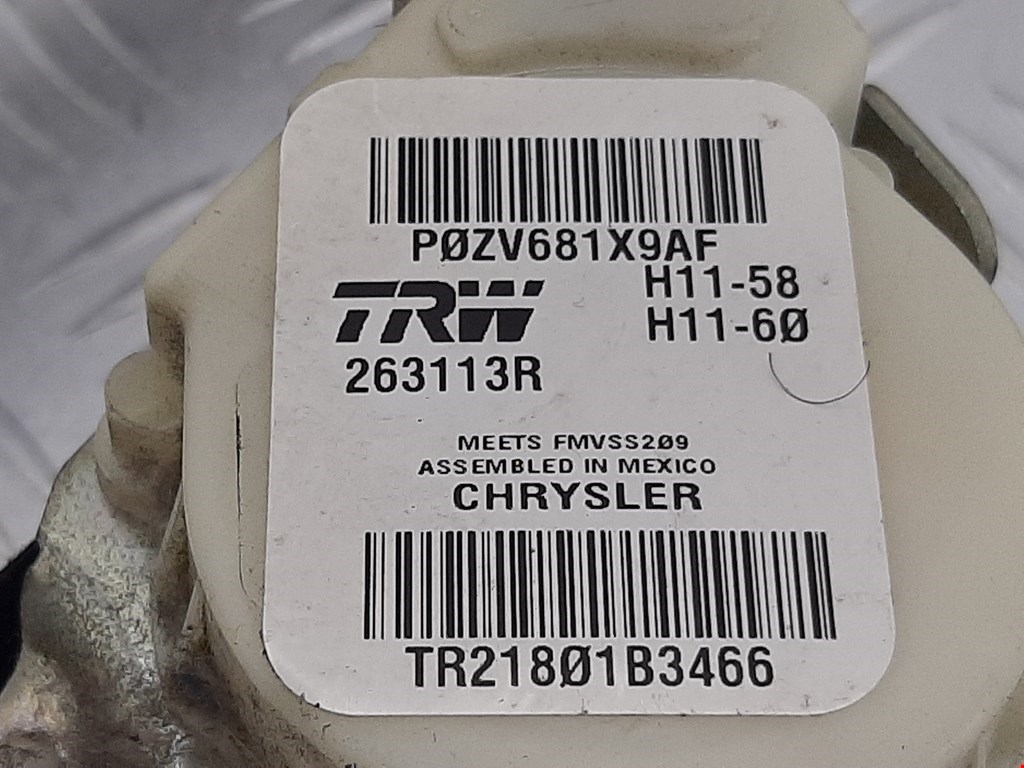 PØZV681X9AF
TRW
H11-58
H11-6Ø
263113R
MEETS FMVSS2Ø9
ASSEMBLED IN MEXICO
CHRYSLER
TR218Ø1B3466